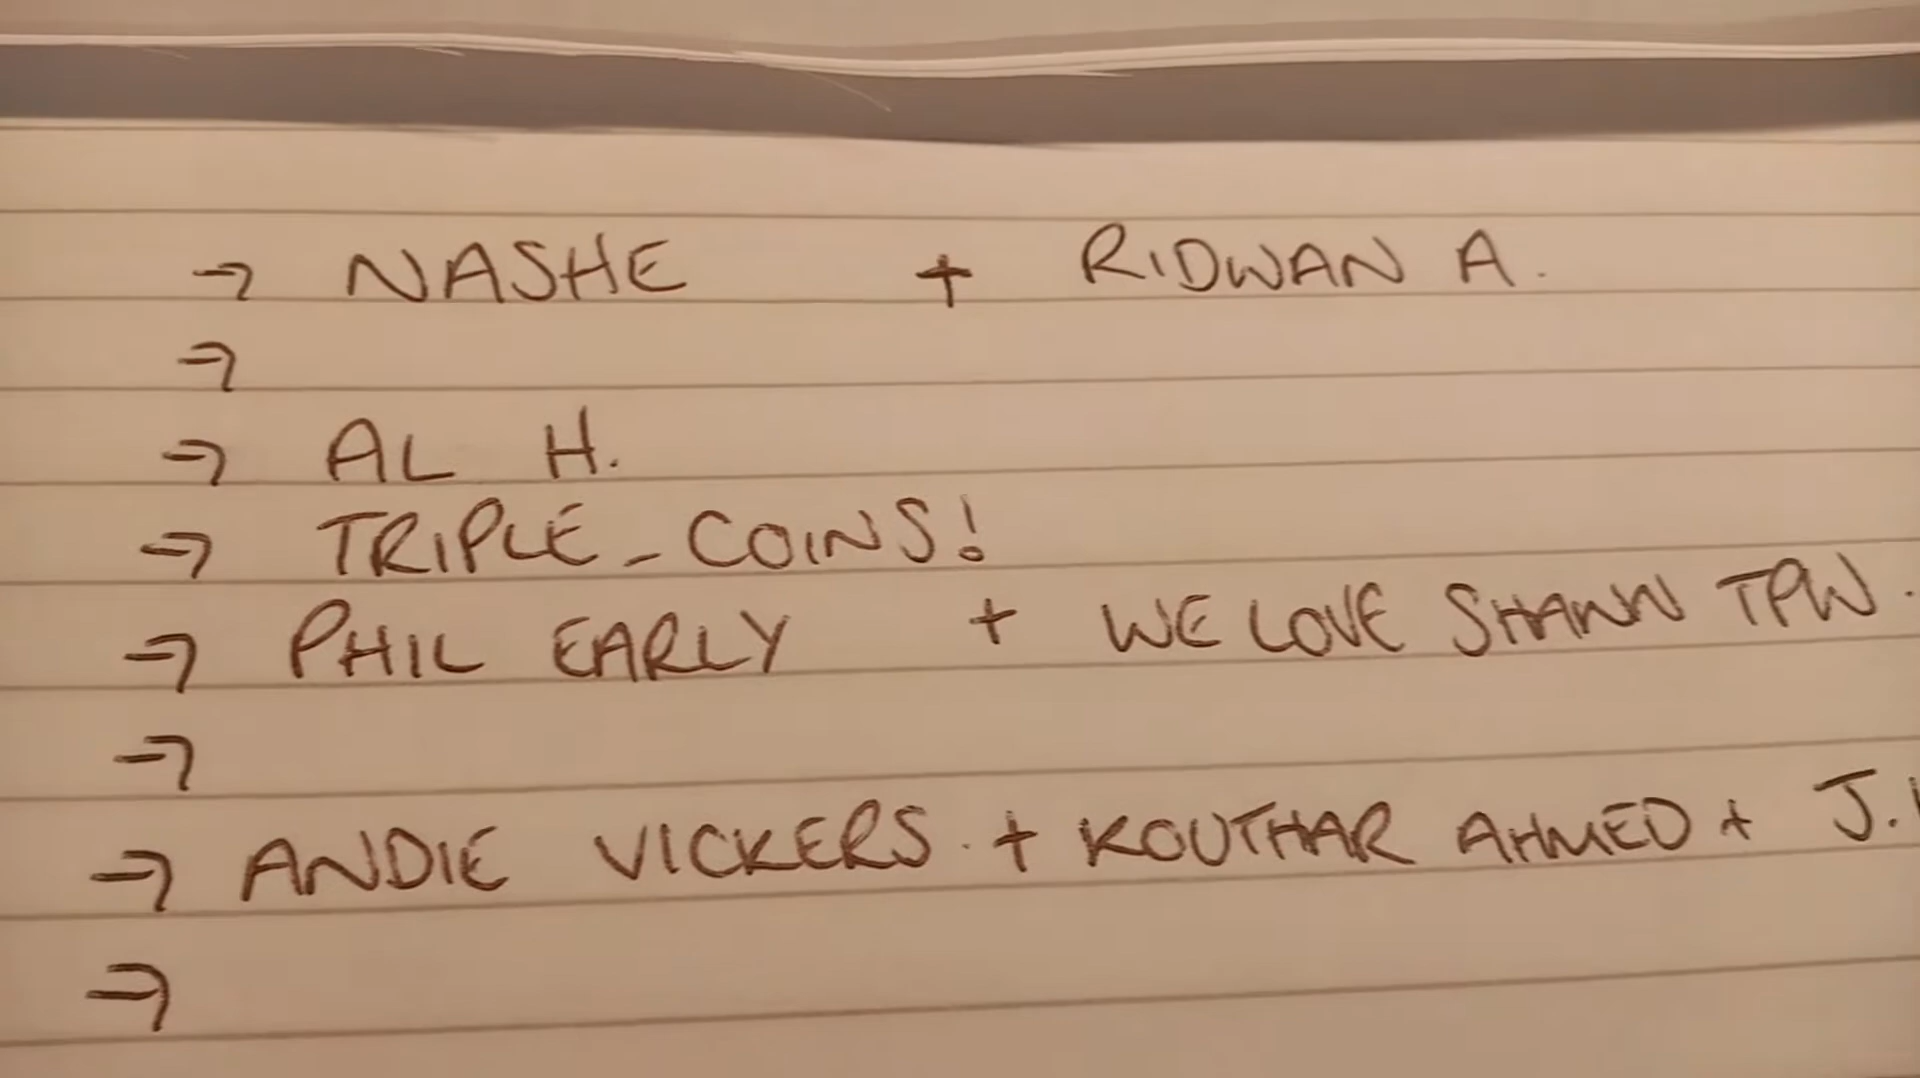 → NASHE + RIDWAN A.
→
→ AL H.
→ TRIPLE_COINS!
→ PHIL EARLY + WE LOVE SHAWN TPW.
→
→ ANDIE VICKERS. + KOUTHAR AHMED + J.
→